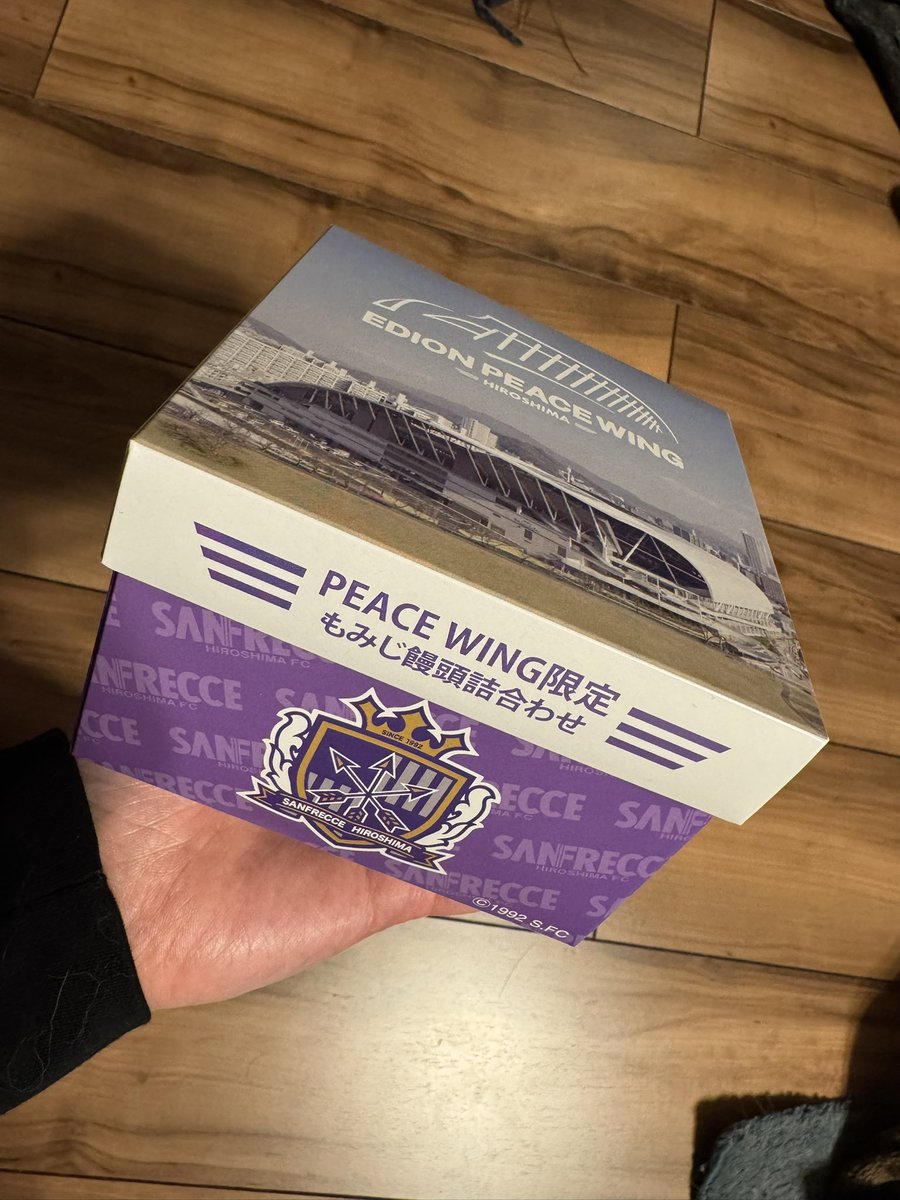 EDION PEACE WING
HIROSHIMA
PEACE WING限定
もみじ饅頭詰合わせ
SANFRECCE
HIROSHIMA FC
SINCE 1992
SANFRECCE HIROSHIMA
©1992 S.FC